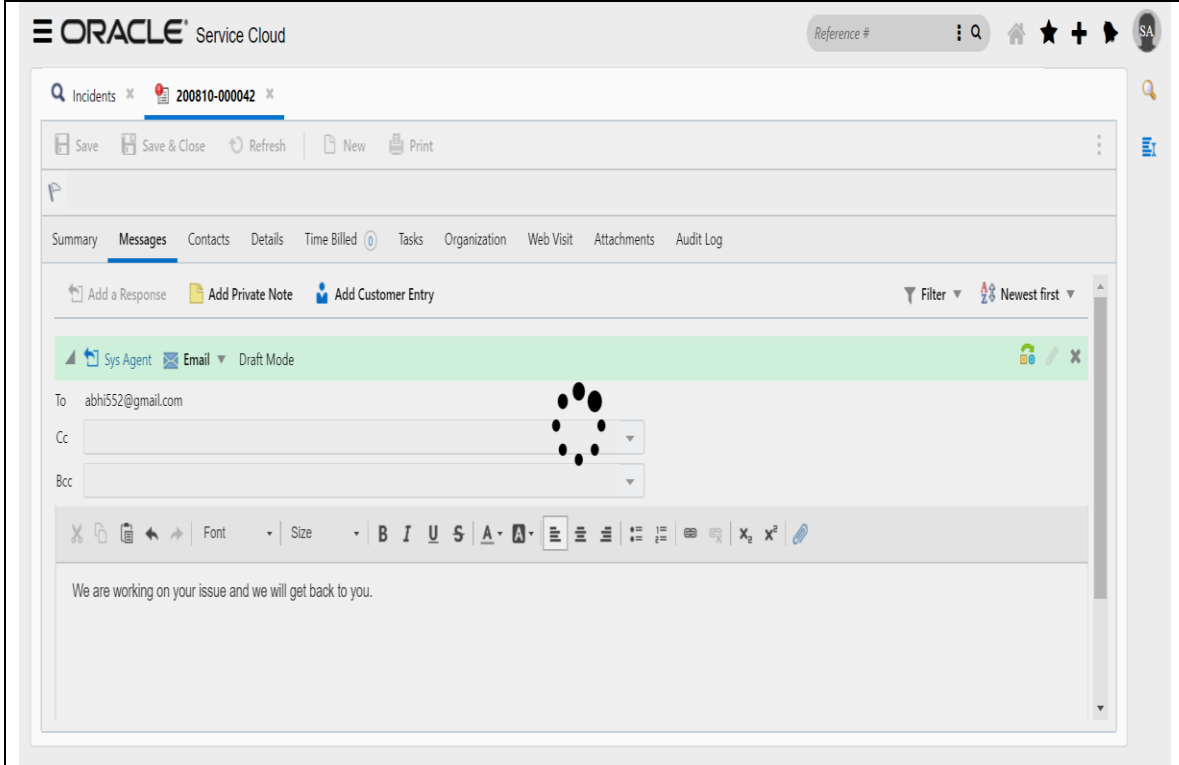 ORACLE Service Cloud
Reference #
SA
Incidents
200810-000042
Save Save & Close Refresh New Print
Summary Messages Contacts Details Time Billed 0 Tasks Organization Web Visit Attachments Audit Log
Add a Response Add Private Note Add Customer Entry Filter Newest first
Sys Agent Email Draft Mode
To abhi552@gmail.com
Cc
Bcc
Font Size B I U S A A X₂ X²
We are working on your issue and we will get back to you.